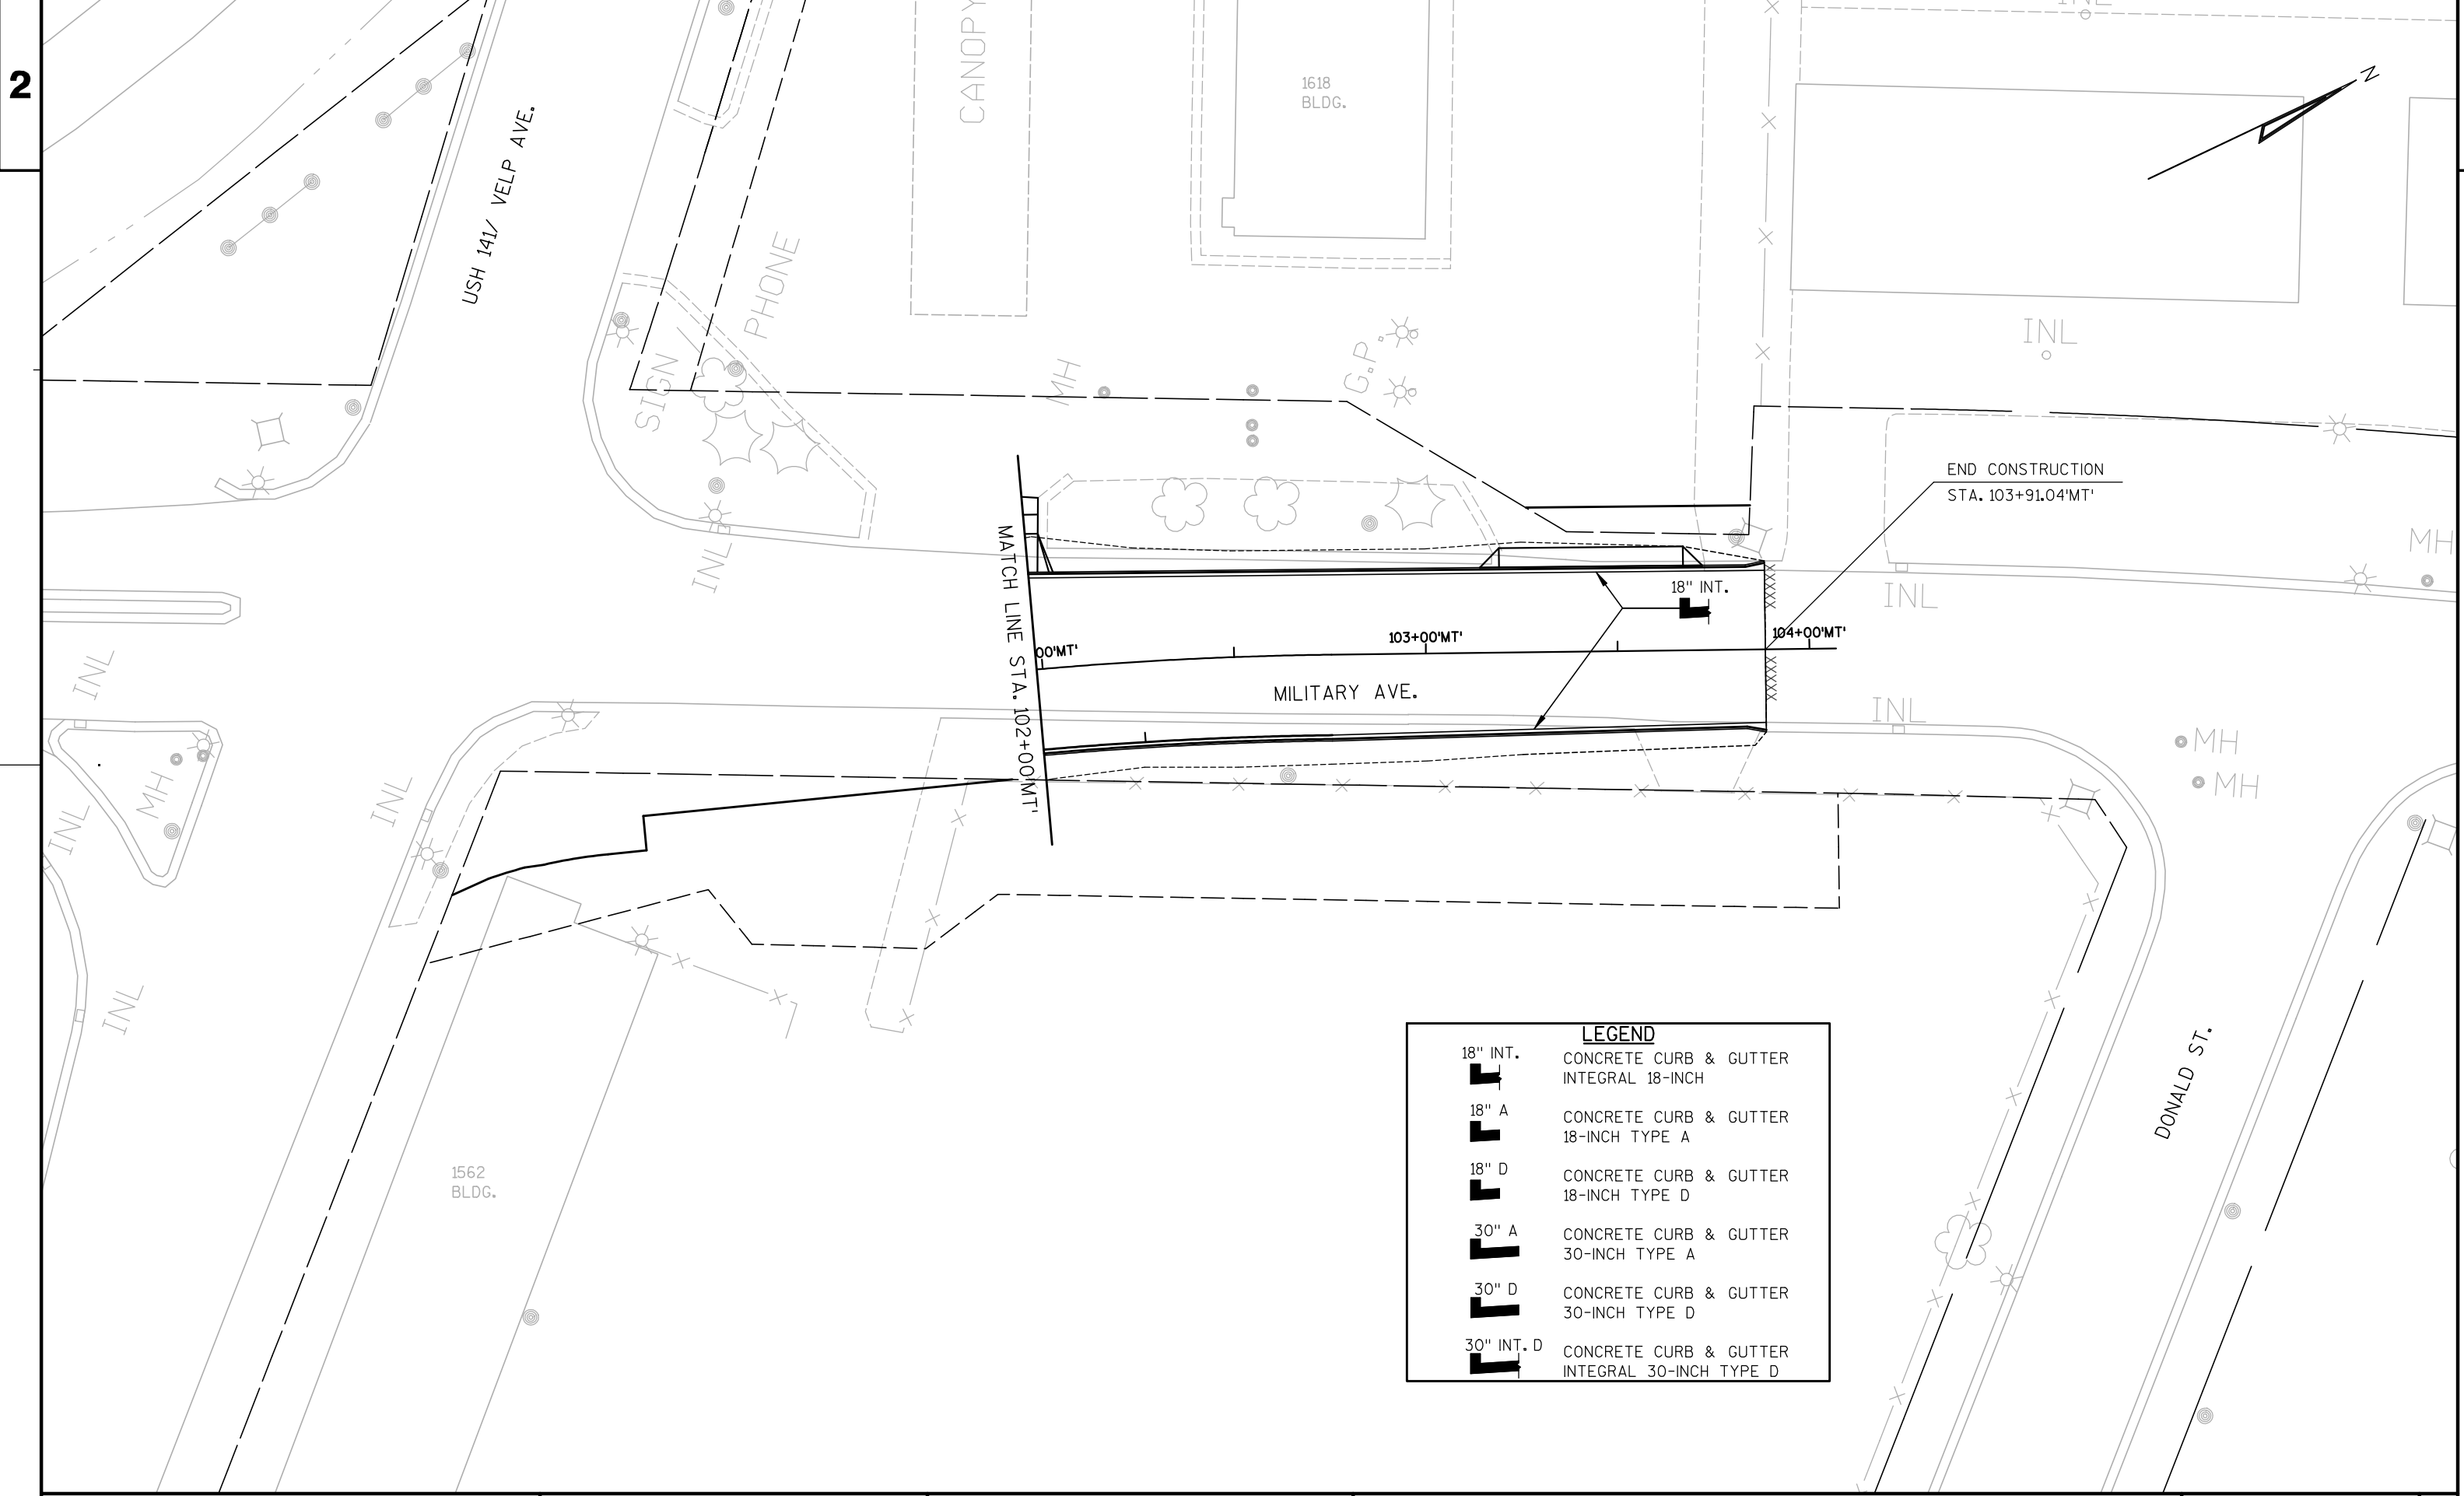 2
INL
CANOPY
1618
BLDG.
N
USH 141/ VELP AVE.
PHONE
SIGN
MH
G.P.
INL
END CONSTRUCTION
STA. 103+91.04'MT'
MH
INL
INL
18" INT.
MATCH LINE STA. 102+00'MT'
00'MT'
103+00'MT'
104+00'MT'
MILITARY AVE.
INL
INL
MH
MH
MH
INL
INL
INL
1562
BLDG.
DONALD ST.
LEGEND
18" INT.
CONCRETE CURB & GUTTER
INTEGRAL 18-INCH
18" A
CONCRETE CURB & GUTTER
18-INCH TYPE A
18" D
CONCRETE CURB & GUTTER
18-INCH TYPE D
30" A
CONCRETE CURB & GUTTER
30-INCH TYPE A
30" D
CONCRETE CURB & GUTTER
30-INCH TYPE D
30" INT. D
CONCRETE CURB & GUTTER
INTEGRAL 30-INCH TYPE D